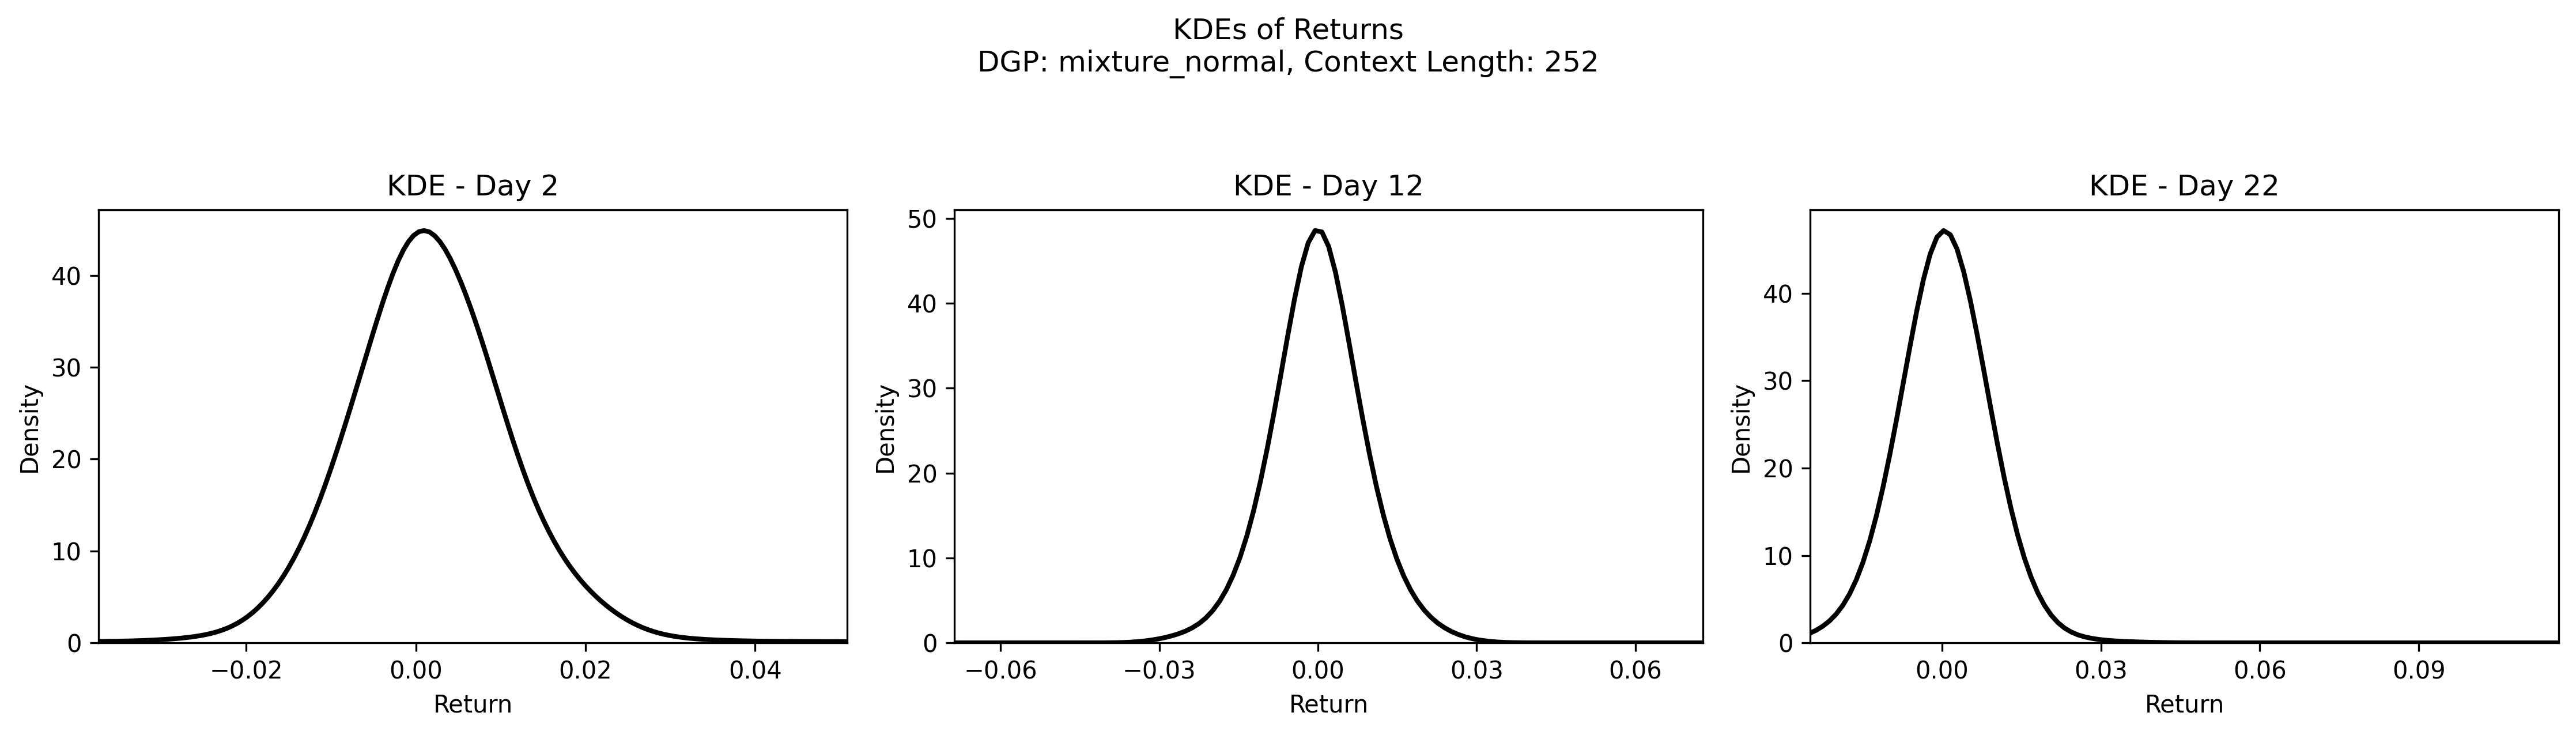 KDEs of Returns
DGP: mixture_normal, Context Length: 252
KDE - Day 2
Density
40
30
20
10
0
−0.02 0.00 0.02 0.04
Return
KDE - Day 12
Density
50
40
30
20
10
0
−0.06 −0.03 0.00 0.03 0.06
Return
KDE - Day 22
Density
40
30
20
10
0
0.00 0.03 0.06 0.09
Return